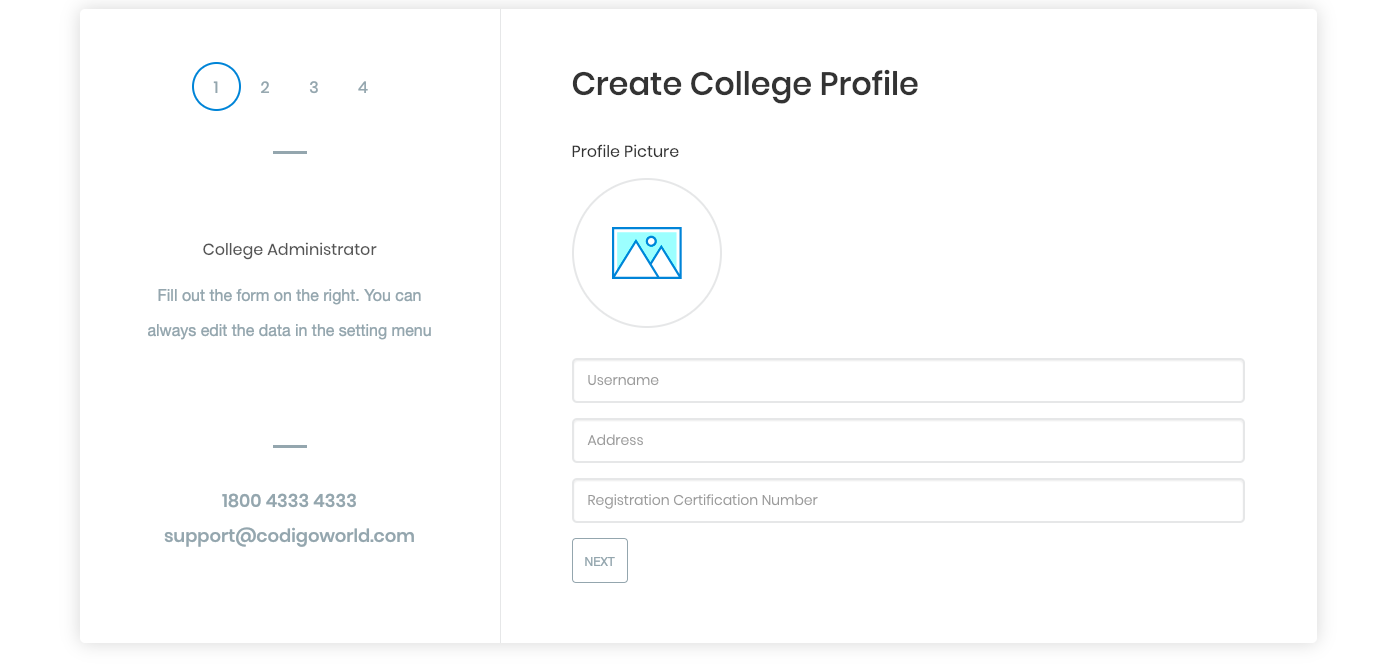 1 2 3 4
College Administrator
Fill out the form on the right. You can
always edit the data in the setting menu
1800 4333 4333
support@codigoworld.com
Create College Profile
Profile Picture
Username
Address
Registration Certification Number
NEXT